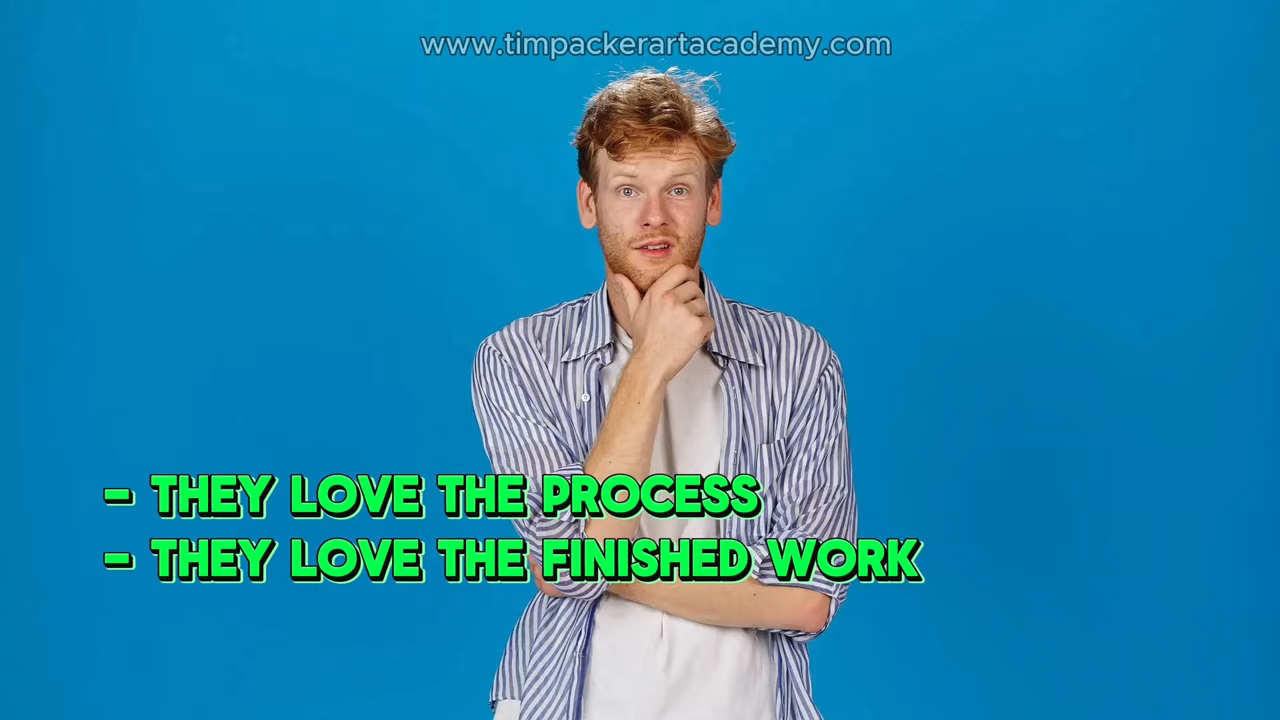 www.timpackerartacademy.com
- THEY LOVE THE PROCESS
- THEY LOVE THE FINISHED WORK